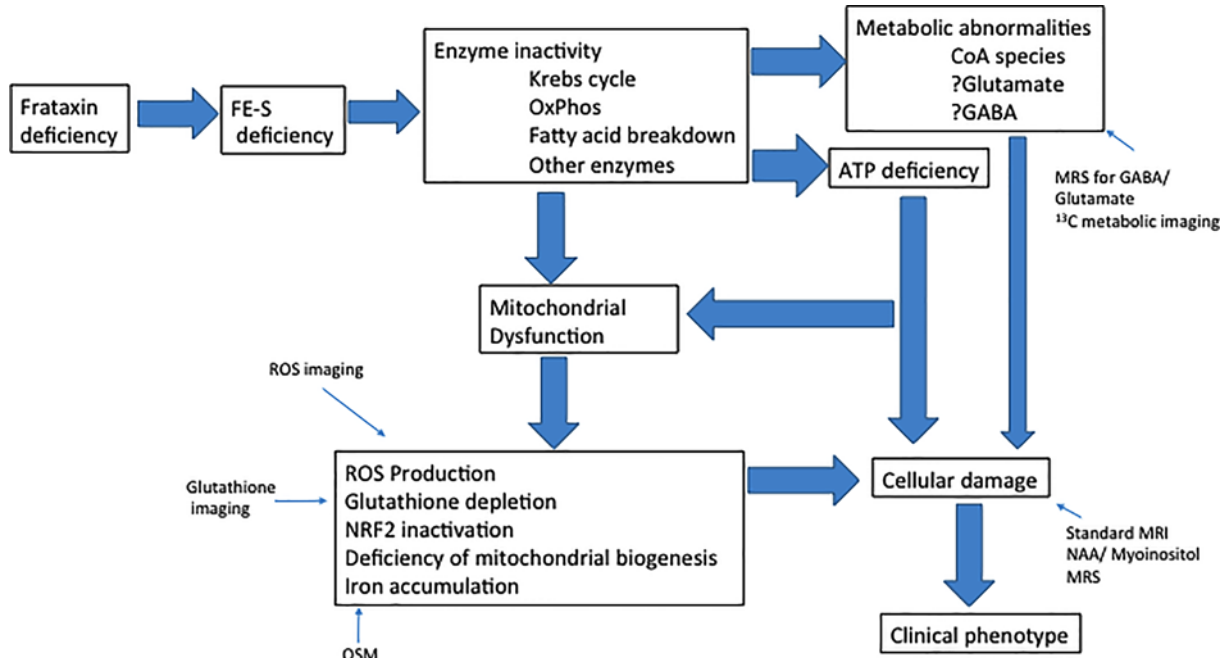 Frataxin
deficiency
FE-S
deficiency
Enzyme inactivity
Krebs cycle
OxPhos
Fatty acid breakdown
Other enzymes
Metabolic abnormalities
CoA species
?Glutamate
?GABA
ATP deficiency
MRS for GABA/
Glutamate
¹³C metabolic imaging
Mitochondrial
Dysfunction
ROS imaging
Glutathione
imaging
ROS Production
Glutathione depletion
NRF2 inactivation
Deficiency of mitochondrial biogenesis
Iron accumulation
Cellular damage
Standard MRI
NAA/ Myoinositol
MRS
Clinical phenotype